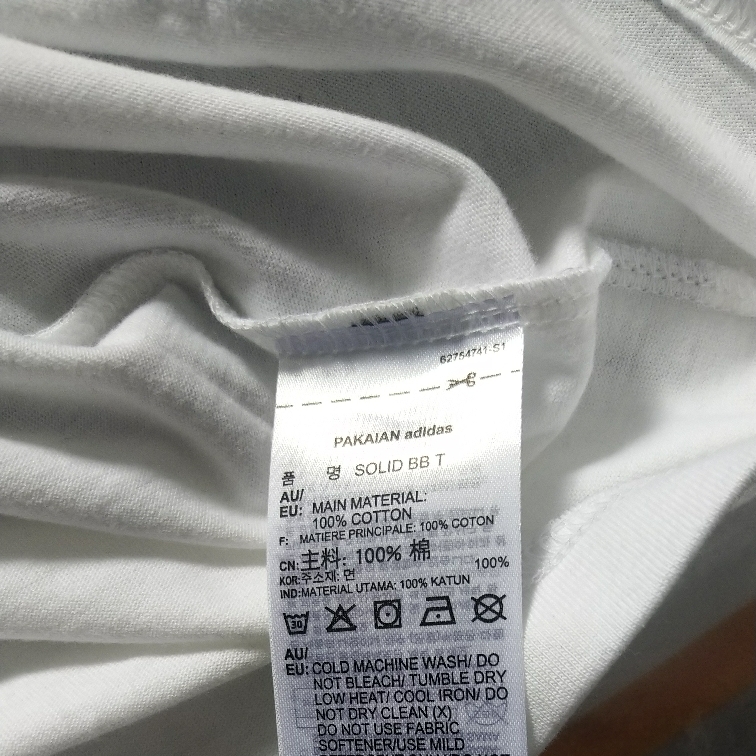 62754741-S1
PAKAIAN adidas
품 명 SOLID BB T
AU/
EU: MAIN MATERIAL:
100% COTTON
F: MATIERE PRINCIPALE: 100% COTON
CN:主料: 100% 棉
KOR:주소재: 면 100%
IND:MATERIAL UTAMA: 100% KATUN
30
AU/
EU: COLD MACHINE WASH/ DO
NOT BLEACH/ TUMBLE DRY
LOW HEAT/ COOL IRON/ DO
NOT DRY CLEAN (X)
DO NOT USE FABRIC
SOFTENER/USE MILD